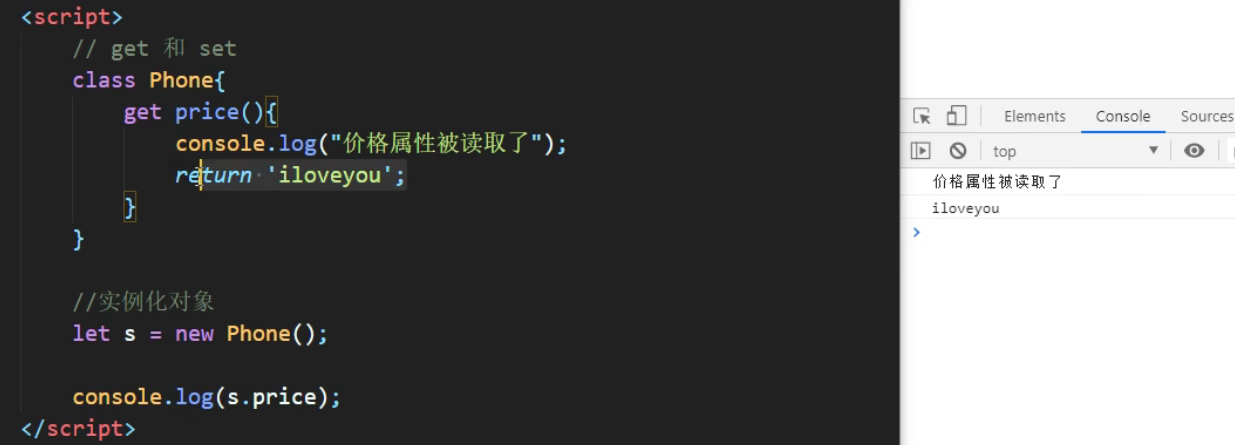 <script>
// get 和 set
class Phone{
get price(){
console.log("价格属性被读取了");
return 'iloveyou';
}
}
//实例化对象
let s = new Phone();
console.log(s.price);
</script>
Elements Console Sources
top
价格属性被读取了
iloveyou